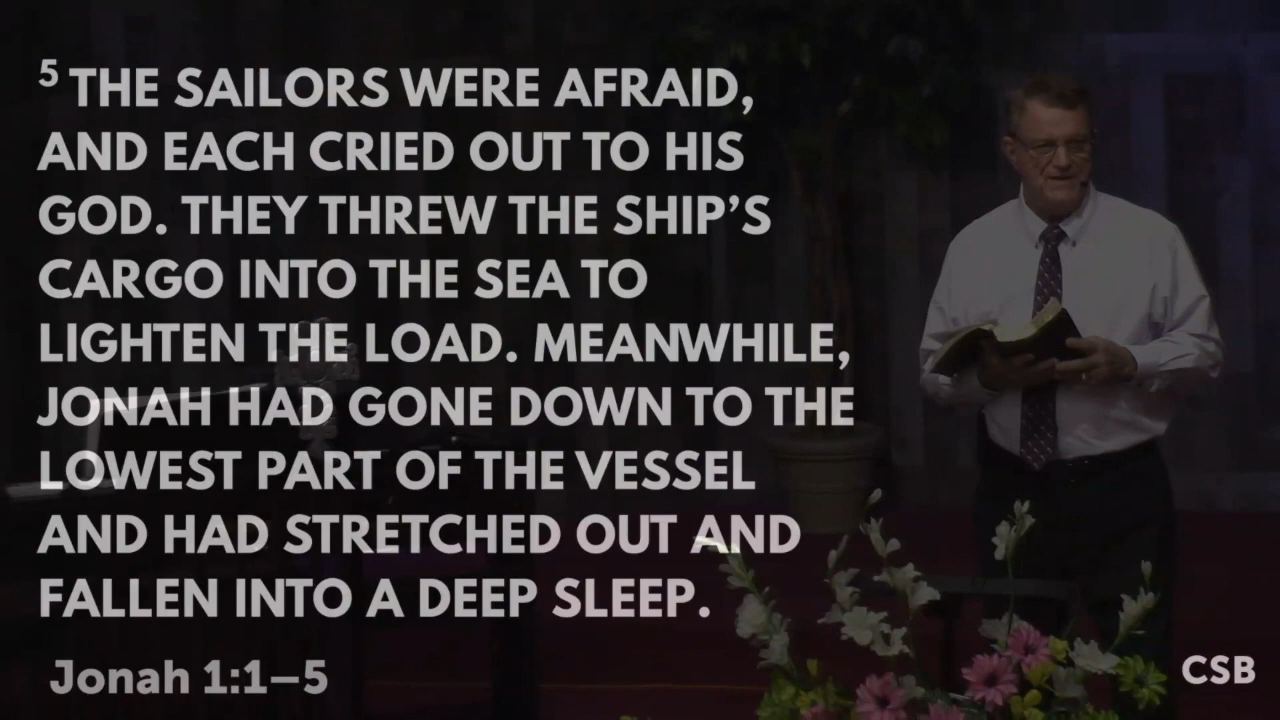 5 THE SAILORS WERE AFRAID,
AND EACH CRIED OUT TO HIS
GOD. THEY THREW THE SHIP’S
CARGO INTO THE SEA TO
LIGHTEN THE LOAD. MEANWHILE,
JONAH HAD GONE DOWN TO THE
LOWEST PART OF THE VESSEL
AND HAD STRETCHED OUT AND
FALLEN INTO A DEEP SLEEP.
Jonah 1:1–5
CSB